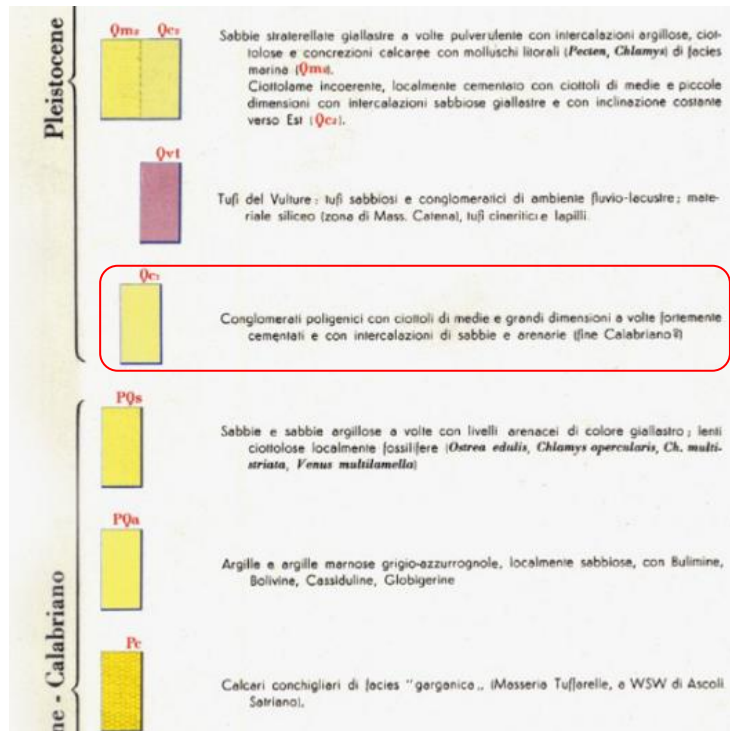 Pleistocene
Qm₂ Qc₂
Sabbie straterellate giallastre a volte pulverulente con intercalazioni argillose, ciot-
tolose e concrezioni calcaree con molluschi litorali (Pecten, Chlamys) di facies
marina (Qm₂).
Ciottolame incoerente, localmente cementato con ciottoli di medie e piccole
dimensioni con intercalazioni sabbiose giallastre e con inclinazione costante
verso Est (Qc₂).
Qvt
Tufi del Vulture: tufi sabbiosi e conglomeratici di ambiente fluvio-lacustre; mate-
riale siliceo (zona di Mass. Catena), tufi cineritici e lapilli.
Qc₁
Conglomerati poligenici con ciottoli di medie e grandi dimensioni a volte fortemente
cementati e con intercalazioni di sabbie e arenarie (fine Calabriano?)
PQs
Sabbie e sabbie argillose a volte con livelli arenacei di colore giallastro; lenti
ciottolose localmente fossilifere (Ostrea edulis, Chlamys opercularis, Ch. multi-
striata, Venus multilamella)
PQa
Argille e argille marnose grigio-azzurrognole, localmente sabbiose, con Bulimine,
Bolivine, Cassiduline, Globigerine
ne - Calabriano
Pc
Calcari conchigliari di facies "garganica„ (Masseria Tuffarelle, a WSW di Ascoli
Satriano).